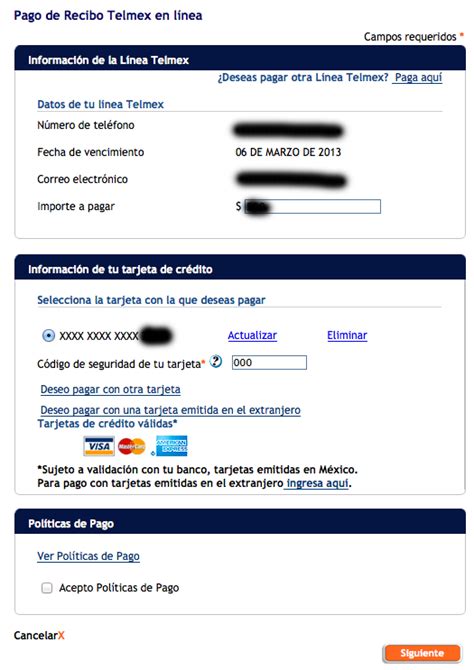 Pago de Recibo Telmex en línea
Campos requeridos *
Información de la Línea Telmex
¿Deseas pagar otra Línea Telmex? Paga aquí
Datos de tu línea Telmex
Número de teléfono
Fecha de vencimiento 06 DE MARZO DE 2013
Correo electrónico
Importe a pagar $
Información de tu tarjeta de crédito
Selecciona la tarjeta con la que deseas pagar
XXXX XXXX XXXX Actualizar Eliminar
Código de seguridad de tu tarjeta* ? 000
Deseo pagar con otra tarjeta
Deseo pagar con una tarjeta emitida en el extranjero
Tarjetas de crédito válidas*
VISA MasterCard AMERICAN EXPRESS
*Sujeto a validación con tu banco, tarjetas emitidas en México.
Para pago con tarjetas emitidas en el extranjero ingresa aquí.
Políticas de Pago
Ver Políticas de Pago
Acepto Políticas de Pago
CancelarX
Siguiente